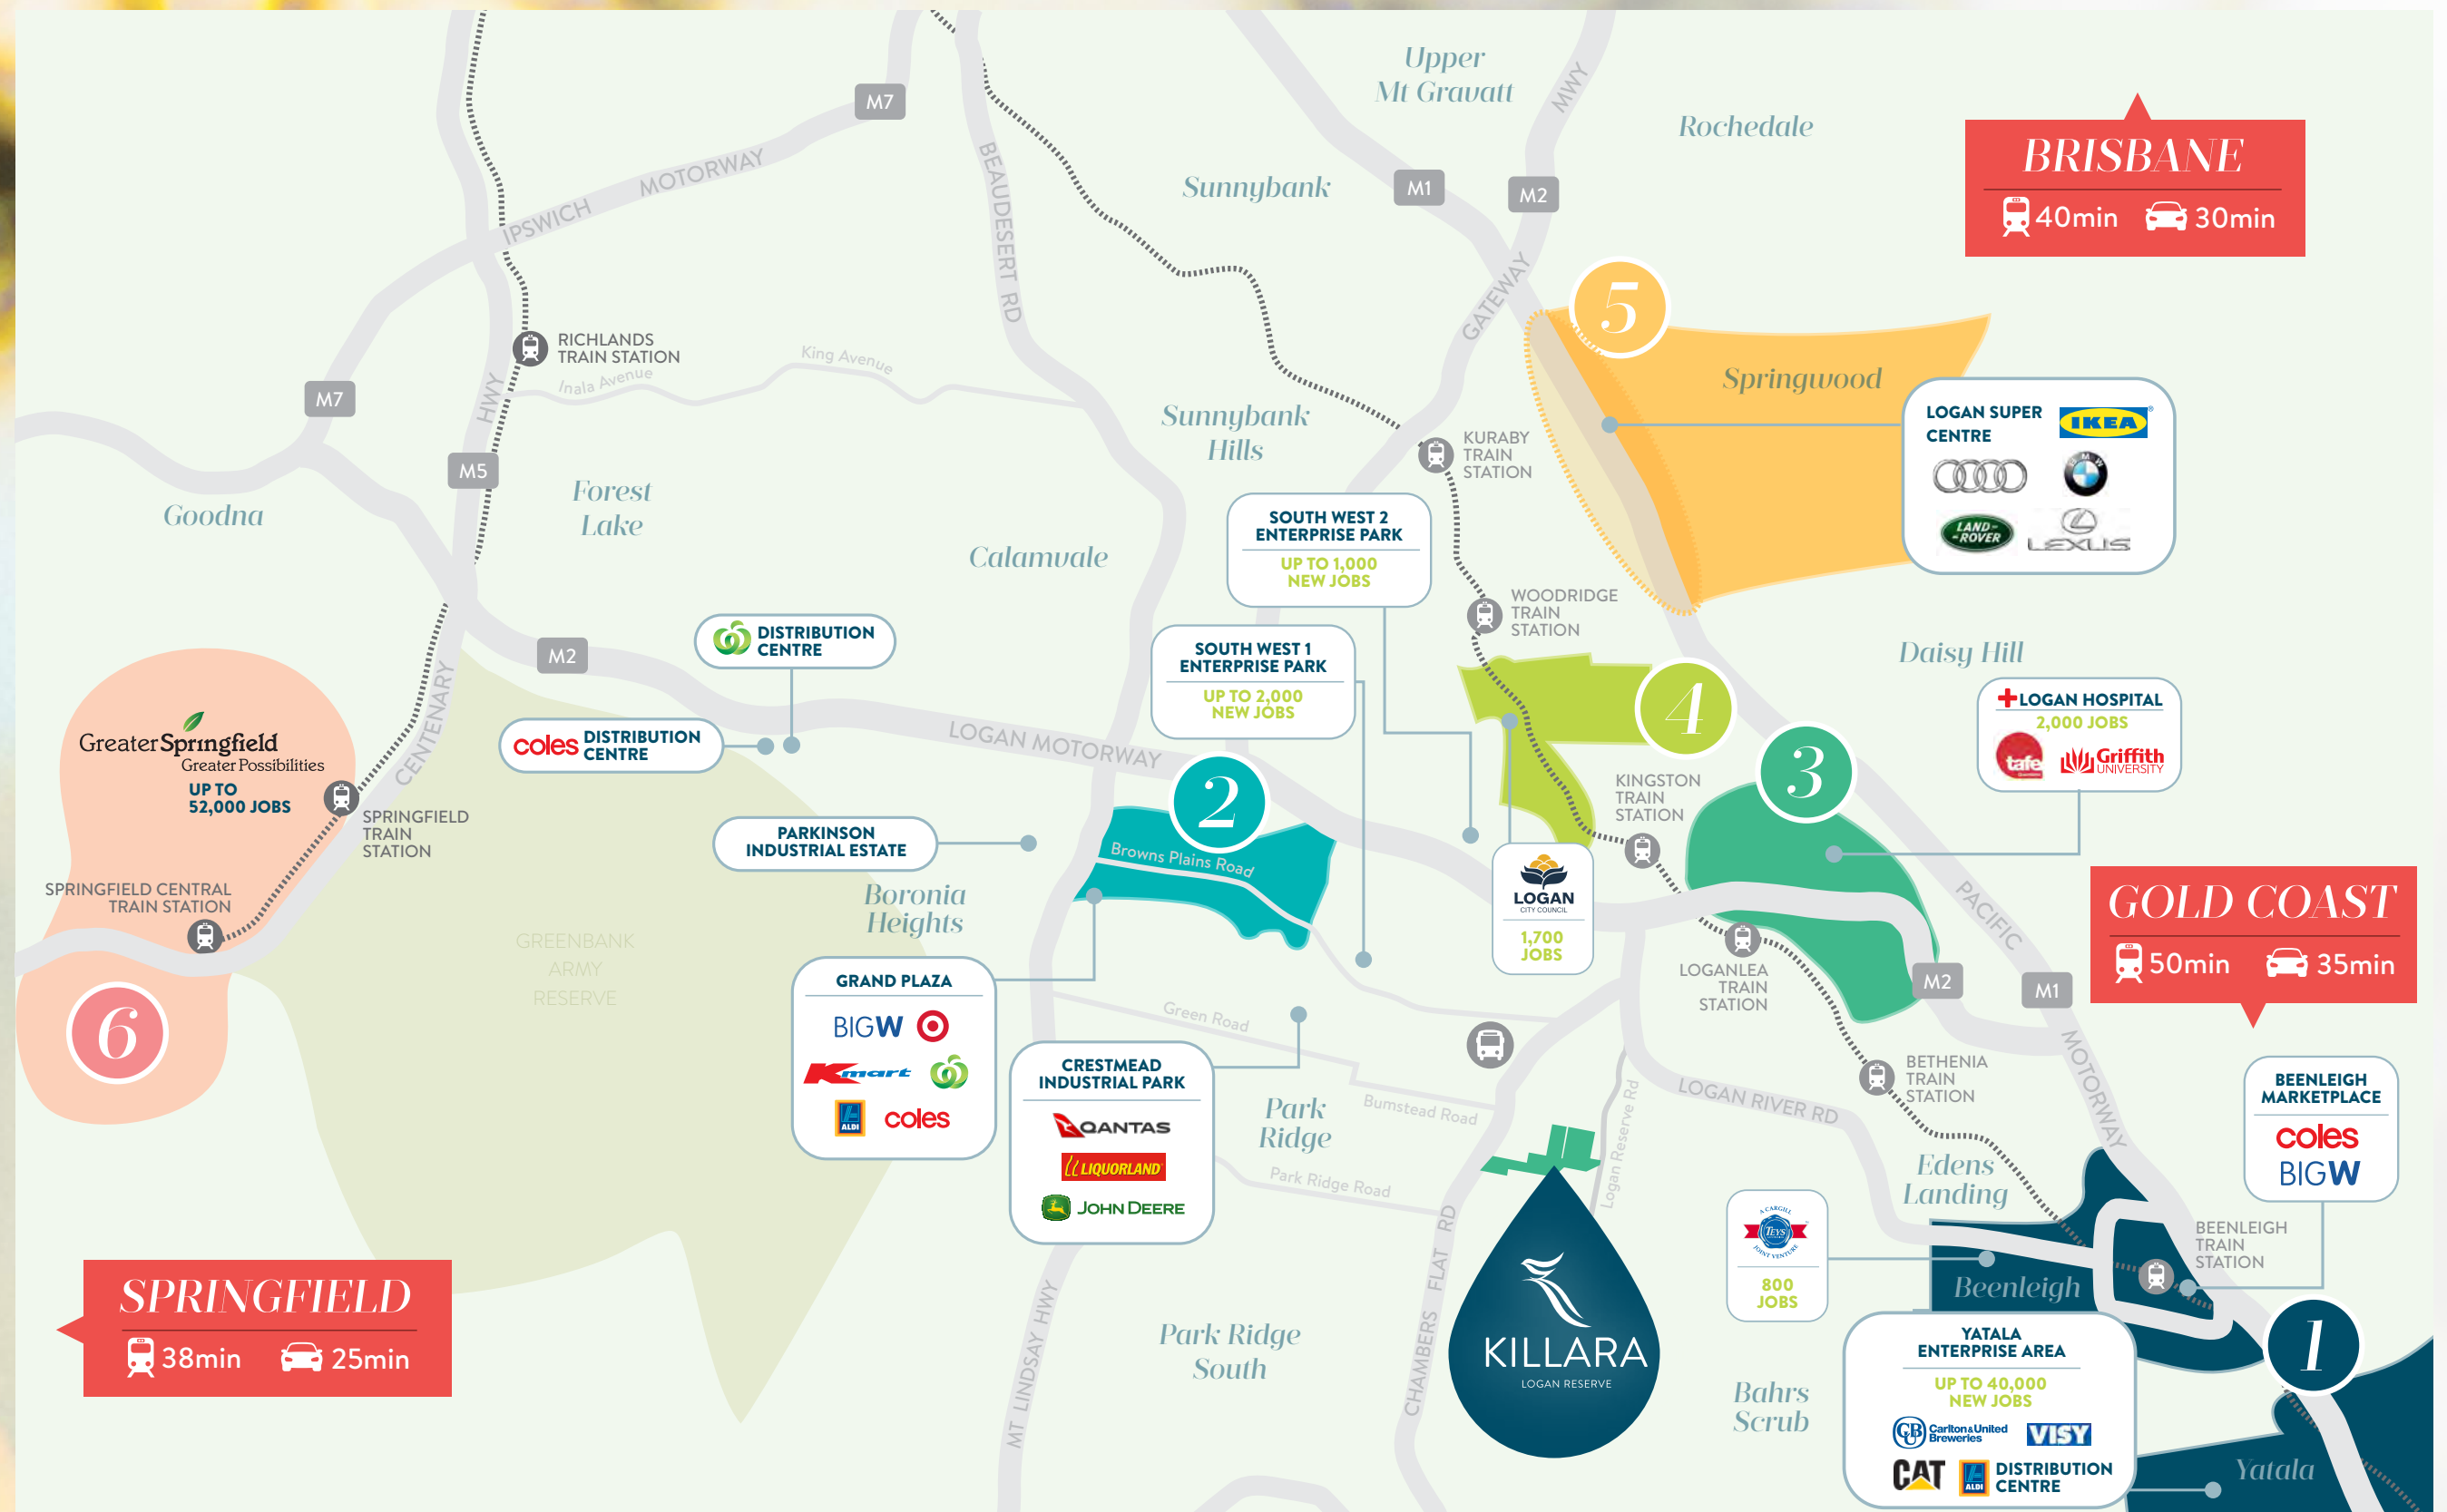 Upper
Mt Gravatt
MWY
M7
Rochedale
BRISBANE
40min 30min
BEAUDESERT RD
IPSWICH MOTORWAY
Sunnybank
M1
M2
GATEWAY
5
RICHLANDS
TRAIN STATION
King Avenue
Inala Avenue
HWY
M7
Springwood
Sunnybank
Hills
KURABY
TRAIN
STATION
LOGAN SUPER
CENTRE
IKEA
BMW
LAND-
-ROVER
LEXUS
M5
Forest
Lake
Goodna
Calamvale
SOUTH WEST 2
ENTERPRISE PARK
UP TO 1,000
NEW JOBS
WOODRIDGE
TRAIN
STATION
DISTRIBUTION
CENTRE
M2
SOUTH WEST 1
ENTERPRISE PARK
UP TO 2,000
NEW JOBS
Daisy Hill
4
LOGAN HOSPITAL
2,000 JOBS
tafe
Griffith
UNIVERSITY
CENTENARY
Greater Springfield
Greater Possibilities
UP TO
52,000 JOBS
coles DISTRIBUTION
CENTRE
LOGAN MOTORWAY
3
KINGSTON
TRAIN
STATION
2
SPRINGFIELD
TRAIN
STATION
PARKINSON
INDUSTRIAL ESTATE
Browns Plains Road
Boronia
Heights
SPRINGFIELD CENTRAL
TRAIN STATION
LOGAN
CITY COUNCIL
1,700
JOBS
PACIFIC
MOTORWAY
GOLD COAST
50min 35min
GREENBANK
ARMY
RESERVE
LOGANLEA
TRAIN
STATION
M2
M1
6
GRAND PLAZA
BIGW
Kmart
ALDI
coles
Green Road
CRESTMEAD
INDUSTRIAL PARK
QANTAS
LIQUORLAND
JOHN DEERE
BETHENIA
TRAIN
STATION
Park
Ridge
Bumstead Road
Logan Reserve Rd
LOGAN RIVER RD
BEENLEIGH
MARKETPLACE
coles
BIGW
Park Ridge Road
Edens
Landing
A CARGILL
TEYS
JOINT VENTURE
800
JOBS
BEENLEIGH
TRAIN
STATION
Beenleigh
SPRINGFIELD
38min 25min
MT LINDSAY HWY
Park Ridge
South
CHAMBERS FLAT RD
KILLARA
LOGAN RESERVE
Bahrs
Scrub
YATALA
ENTERPRISE AREA
UP TO 40,000
NEW JOBS
CUB
Carlton & United
Breweries
VISY
CAT
ALDI
DISTRIBUTION
CENTRE
1
Yatala